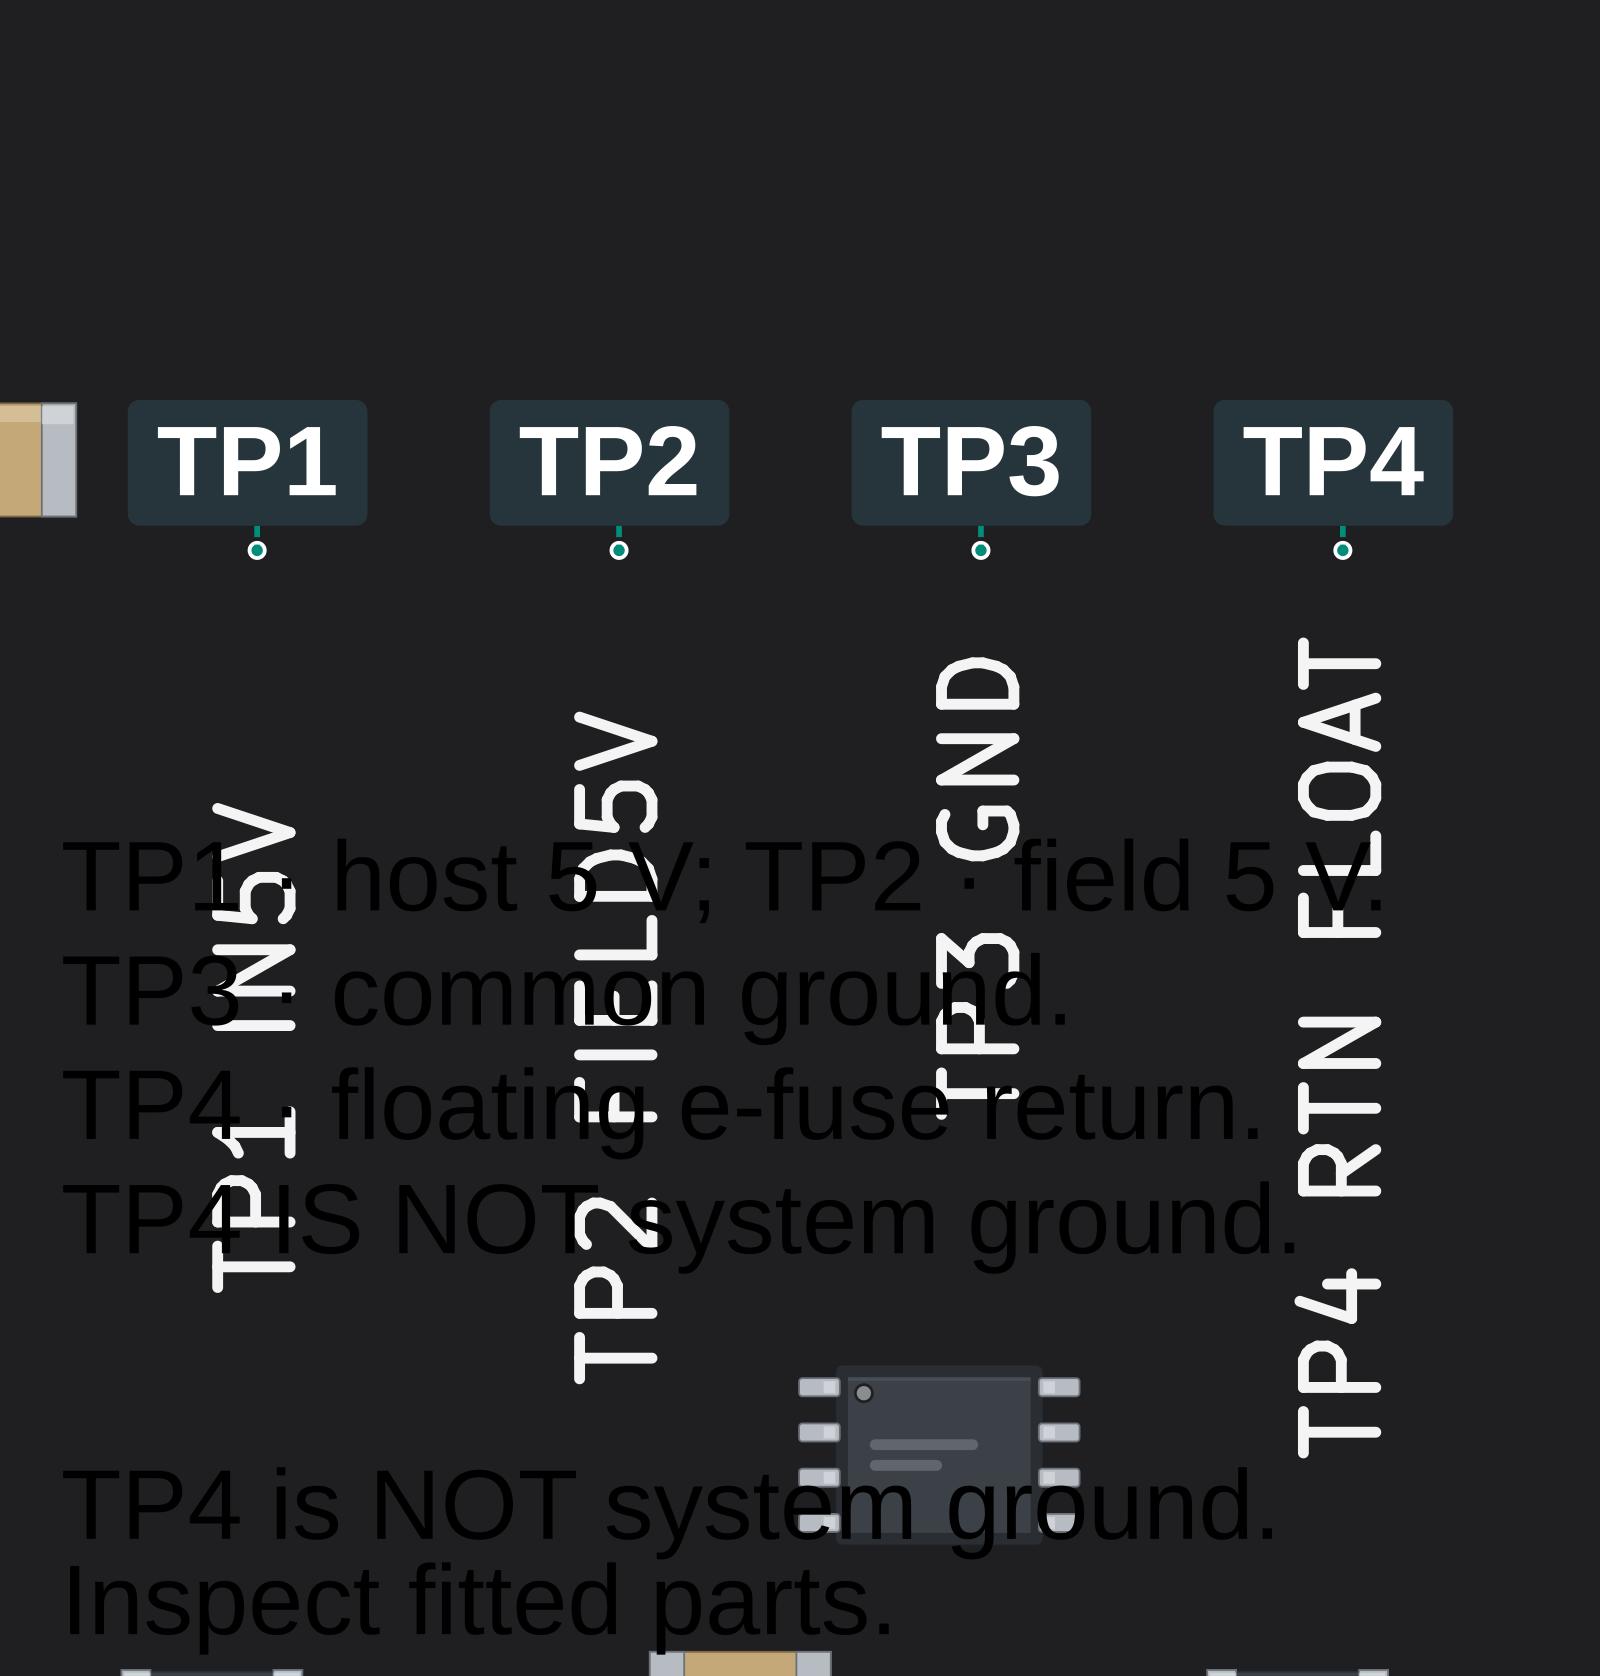 TP1 TP2 TP3 TP4
TP1 IN5V
TP2 FIELD5V
TP3 GND
TP4 RTN FLOAT
TP1 · host 5 V; TP2 · field 5 V.
TP3 · common ground.
TP4 · floating e-fuse return.
TP4 IS NOT system ground.
TP4 is NOT system ground.
Inspect fitted parts.